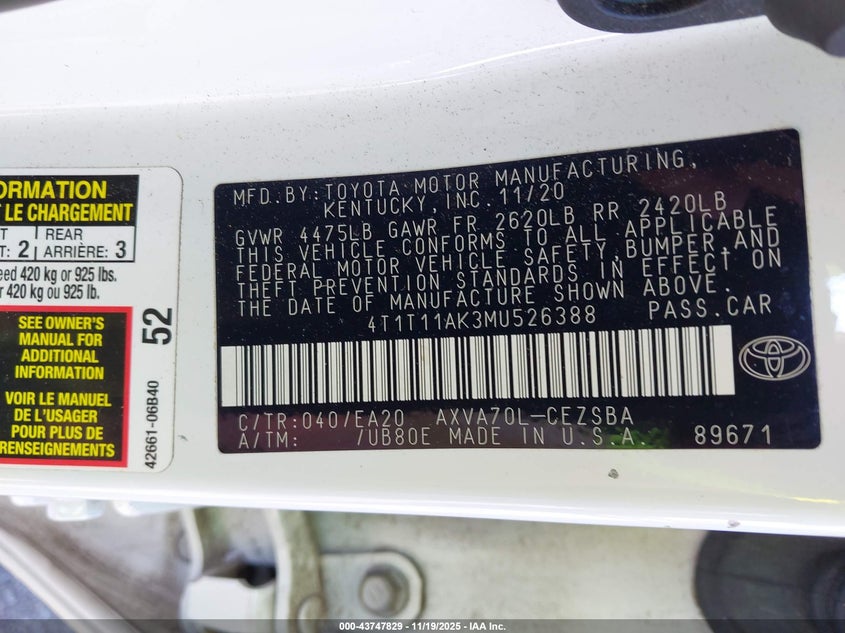 ORMATION
LE CHARGEMENT
2
REAR
ARRIÈRE: 3
eed 420 kg or 925 lbs.
420 kg ou 925 lb.
SEE OWNER'S
MANUAL FOR
ADDITIONAL
INFORMATION
VOIR LE MANUEL
DE L'USAGER
POUR PLUS DE
52
42661-06B40
MFD.BY:TOYOTA MOTOR MANUFACTURING,
KENTUCKY, INC. 11/20
GVWR 4475LB GAWR FR 2620LB RR 2420LB
THIS VEHICLE CONFORMS TO ALL APPLICABLE
FEDERAL MOTOR VEHICLE SAFETY,BUMPER,AND
THEFT PREVENTION STANDARDS IN EFFECT ON
THE DATE OF MANUFACTURE SHOWN ABOVE.
4T1T11AK3MU526388 PASS.CAR
C/TR:040/EA20 AXVA70L-CEZSBA
A/TM: /UB80E MADE IN U.S.A. 89671
000-43747829 - 11/19/2025 - IAA Inc.